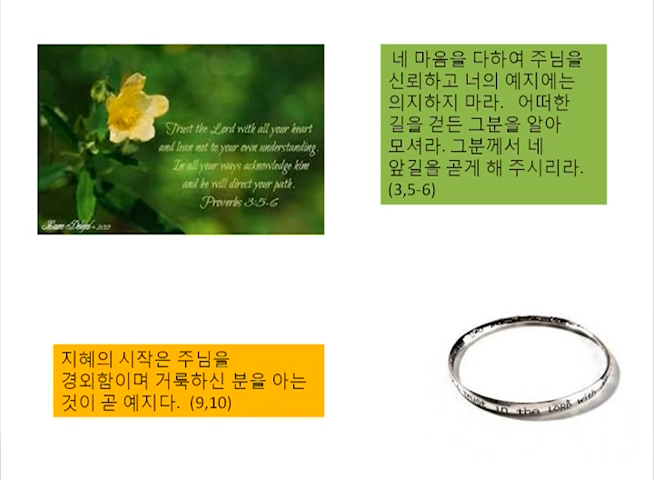 Trust the Lord with all your heart
and lean not to your own understanding.
In all your ways acknowledge him
and he will direct your path.
Proverbs 3:5-6
네 마음을 다하여 주님을
신뢰하고 너의 예지에는
의지하지 마라. 어떠한
길을 걷든 그분을 알아
모셔라. 그분께서 네
앞길을 곧게 해 주시리라.
(3,5-6)
지혜의 시작은 주님을
경외함이며 거룩하신 분을 아는
것이 곧 예지다. (9,10)
trust in the LORD with